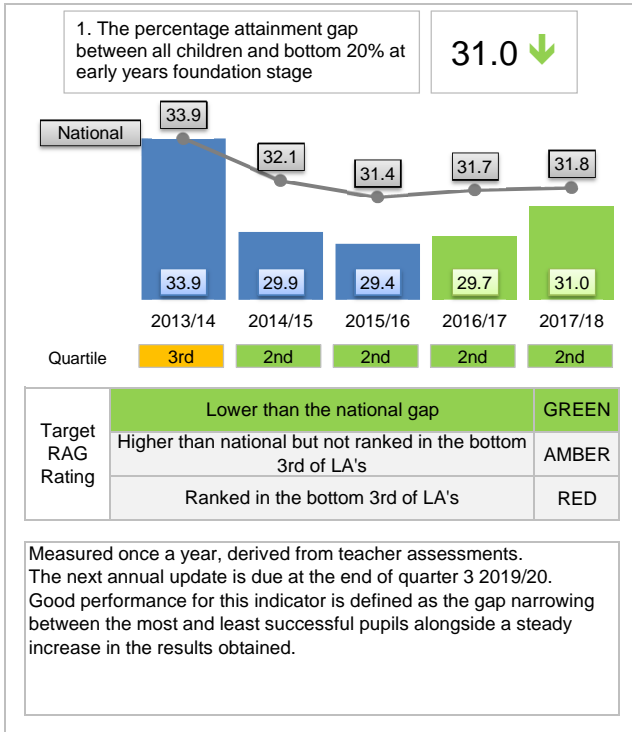 1. The percentage attainment gap
between all children and bottom 20% at
early years foundation stage
31.0
National
33.9
32.1
31.4
31.7
31.8
33.9
29.9
29.4
29.7
31.0
2013/14 2014/15 2015/16 2016/17 2017/18
Quartile 3rd 2nd 2nd 2nd 2nd
Target
RAG
Rating
Lower than the national gap GREEN
Higher than national but not ranked in the bottom
3rd of LA's AMBER
Ranked in the bottom 3rd of LA's RED
Measured once a year, derived from teacher assessments.
The next annual update is due at the end of quarter 3 2019/20.
Good performance for this indicator is defined as the gap narrowing
between the most and least successful pupils alongside a steady
increase in the results obtained.